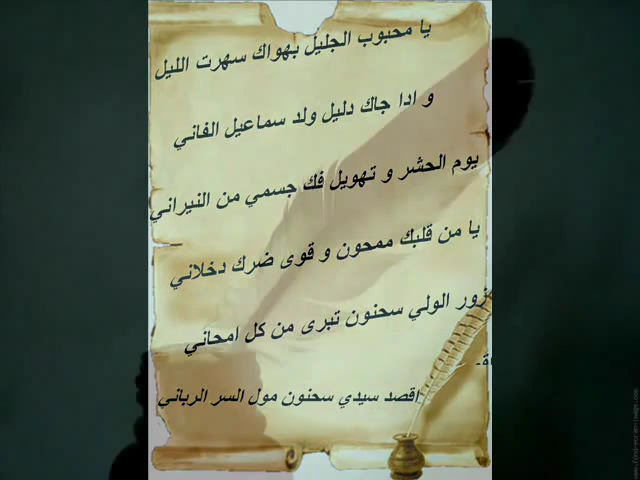 يا محبوب الجليل بهواك سهرت الليل
و ادا جاك دليل ولد سماعيل الفاني
يوم الحشر و تهويل فك جسمي من النيراني
يا من قلبك ممحون و قوى ضرك دخلاني
زور الولي سحنون تبرى من كل امحاني
اقصد سيدي سحنون مول السر الرباني